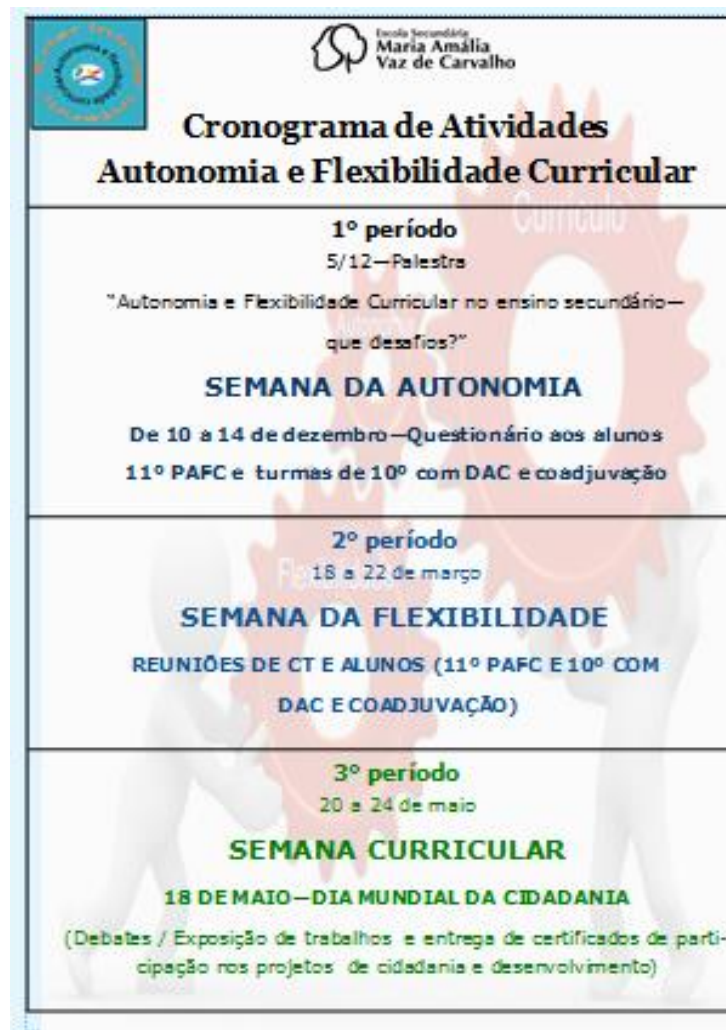 Escola Secundária
Maria Amália
Vaz de Carvalho
Cronograma de Atividades
Autonomia e Flexibilidade Curricular
Currículo
1º período
5/12—Palestra
"Autonomia e Flexibilidade Curricular no ensino secundário—
que desafios?"
SEMANA DA AUTONOMIA
De 10 a 14 de dezembro—Questionário aos alunos
11º PAFC e turmas de 10º com DAC e coadjuvação
2º período
18 a 22 de março
SEMANA DA FLEXIBILIDADE
REUNIÕES DE CT E ALUNOS (11º PAFC E 10º COM
DAC E COADJUVAÇÃO)
3º período
20 a 24 de maio
SEMANA CURRICULAR
18 DE MAIO—DIA MUNDIAL DA CIDADANIA
(Debates / Exposição de trabalhos e entrega de certificados de parti-
cipação nos projetos de cidadania e desenvolvimento)